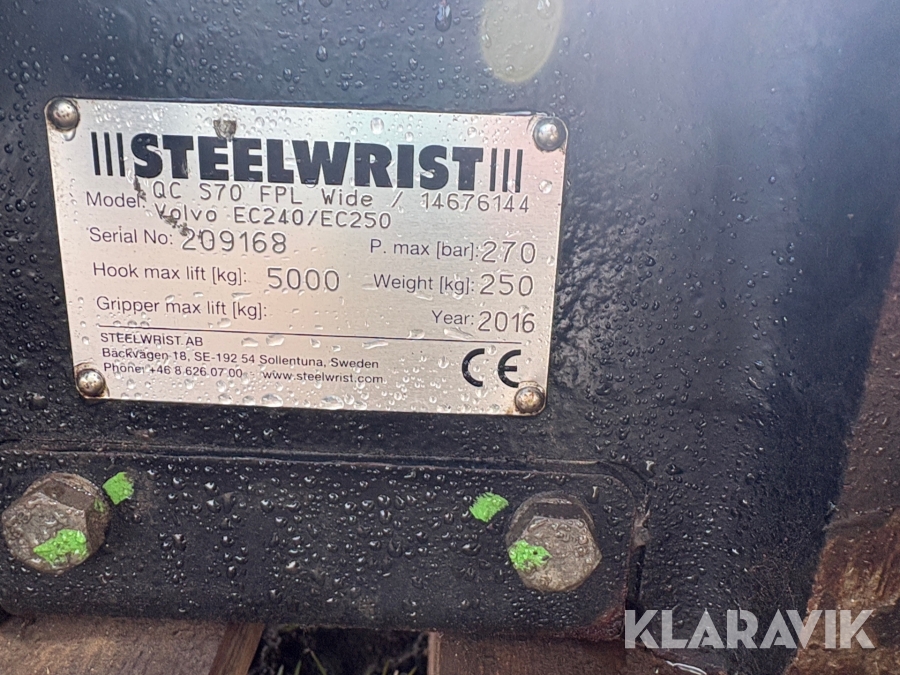 STEELWRIST
Model: QC S70 FPL Wide / 14676144
Volvo EC240/EC250
Serial No: 209168 P. max [bar]: 270
Hook max lift [kg]: 5000 Weight [kg]: 250
Gripper max lift [kg]: Year: 2016
STEELWRIST AB
Bäckvägen 18, SE-192 54 Sollentuna, Sweden
Phone: +46 8 626 07 00 - www.steelwrist.com
CE
KLARAVIK